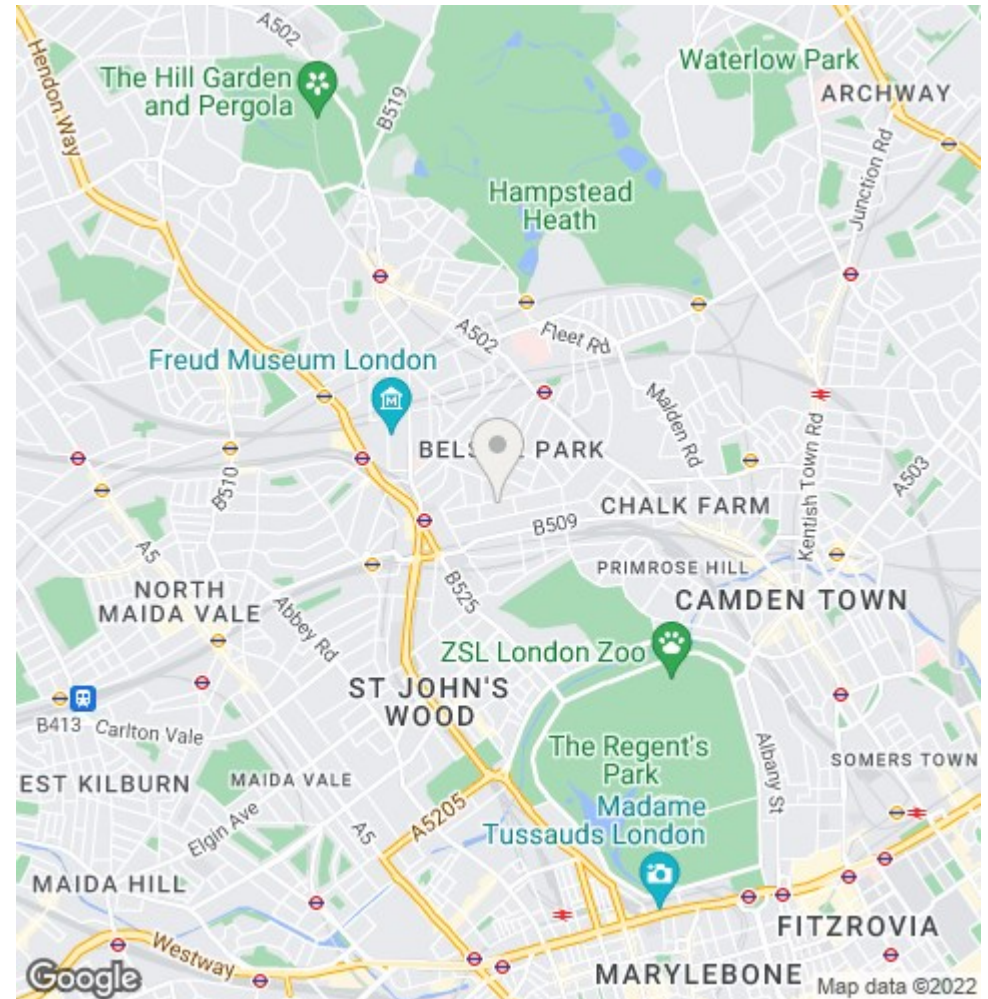 A502
Hendon Way
The Hill Garden
and Pergola
B519
Waterlow Park
ARCHWAY
Junction Rd
Hampstead
Heath
A502
Fleet Rd
Freud Museum London
Malden Rd
BELS E PARK
B510
CHALK FARM
B509
Kentish Town Rd
A503
A5
PRIMROSE HILL
NORTH
MAIDA VALE
B525
Abbey Rd
CAMDEN TOWN
ZSL London Zoo
ST JOHN'S
WOOD
B413
Carlton Vale
The Regent's
Park
Albany St
SOMERS TOWN
EST KILBURN
MAIDA VALE
Madame
Tussauds London
A5205
Elgin Ave
A5
MAIDA HILL
FITZROVIA
Westway
MARYLEBONE
Google
Map data ©2022